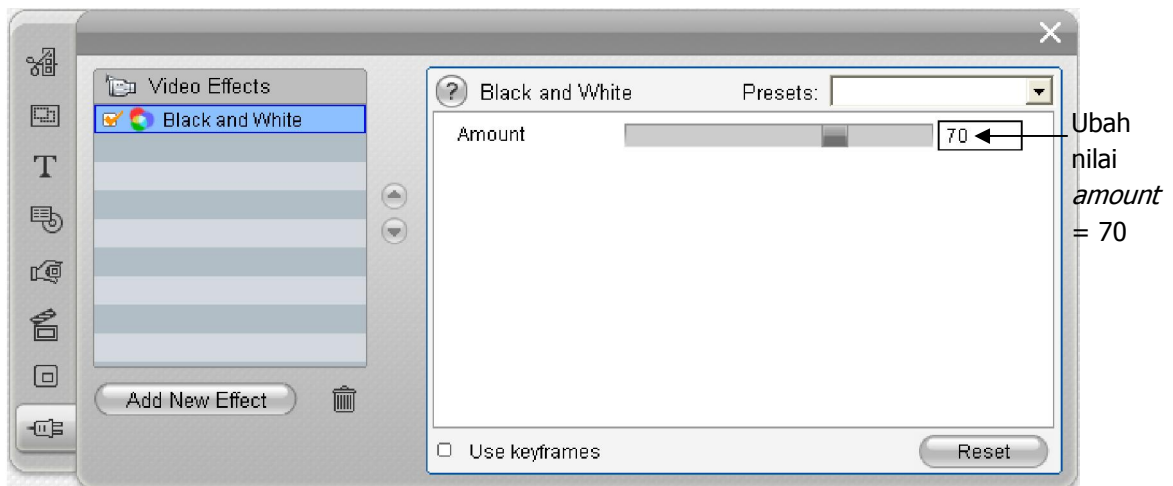 Video Effects
Black and White
T
Add New Effect
? Black and White Presets:
Amount 70
Use keyframes Reset
Ubah
nilai
amount
= 70